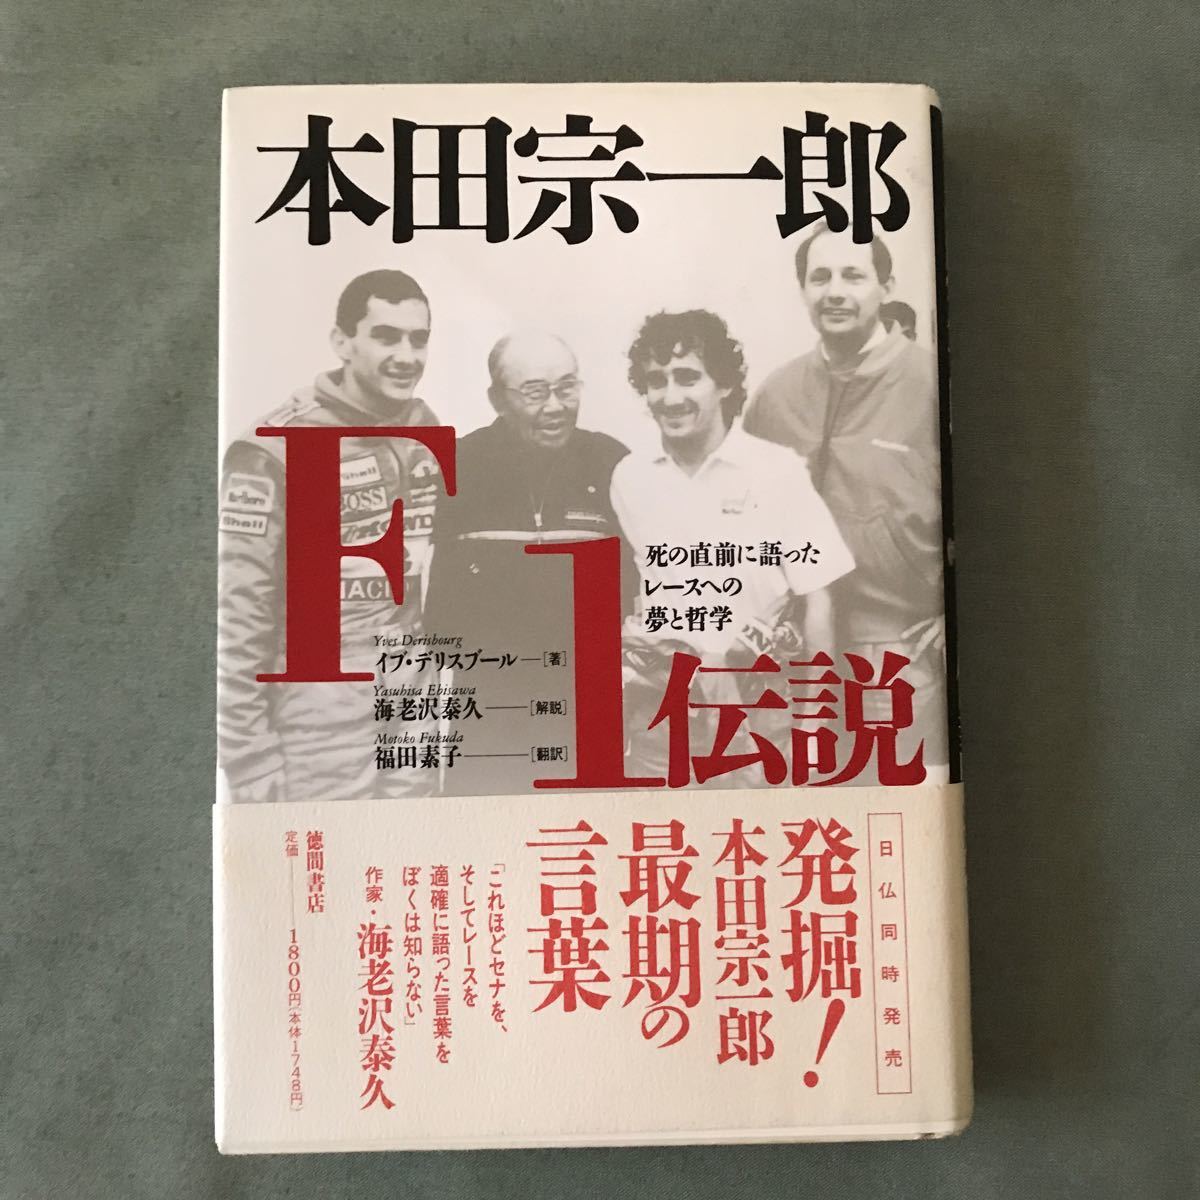 本田宗一郎
F1伝説
死の直前に語った
レースへの
夢と哲学
Yves Derisbourg
イブ・デリスブール―[著]
Yasuhisa Ebisawa
海老沢泰久――[解説]
Motoko Fukuda
福田素子――[翻訳]
Marlboro
Shell
Shell
BOSS
日仏同時発売
発掘!
本田宗一郎
最期の
言葉
「これほどセナを、
そしてレースを
適確に語った言葉を
ぼくは知らない」
作家・海老沢泰久
徳間書店
定価――1800円(本体1748円)